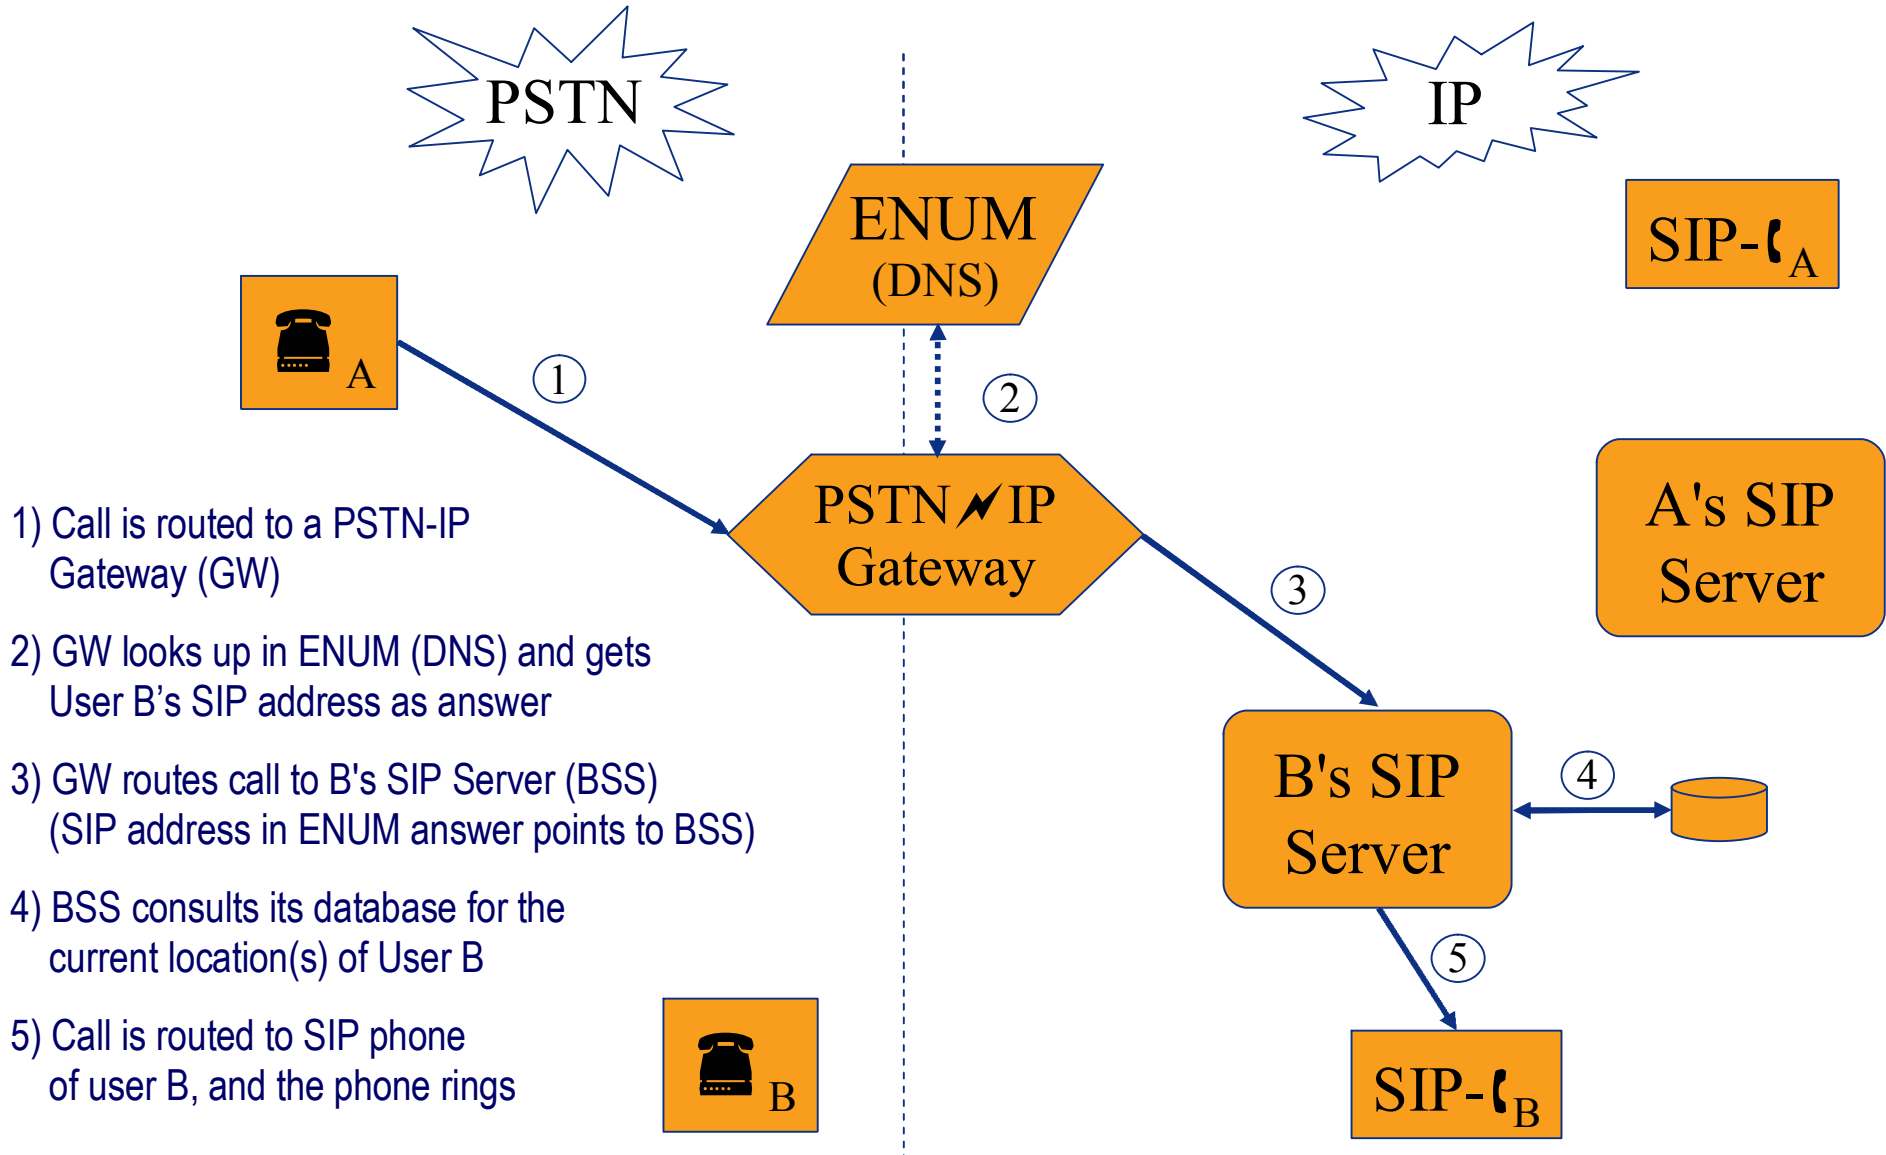 PSTN
IP
ENUM
(DNS)
SIP-
A
A
1
2
PSTN IP
Gateway
A's SIP
Server
3
1) Call is routed to a PSTN-IP
Gateway (GW)
2) GW looks up in ENUM (DNS) and gets
User B’s SIP address as answer
3) GW routes call to B's SIP Server (BSS)
(SIP address in ENUM answer points to BSS)
4) BSS consults its database for the
current location(s) of User B
5) Call is routed to SIP phone
of user B, and the phone rings
B's SIP
Server
4
5
B
SIP-
B